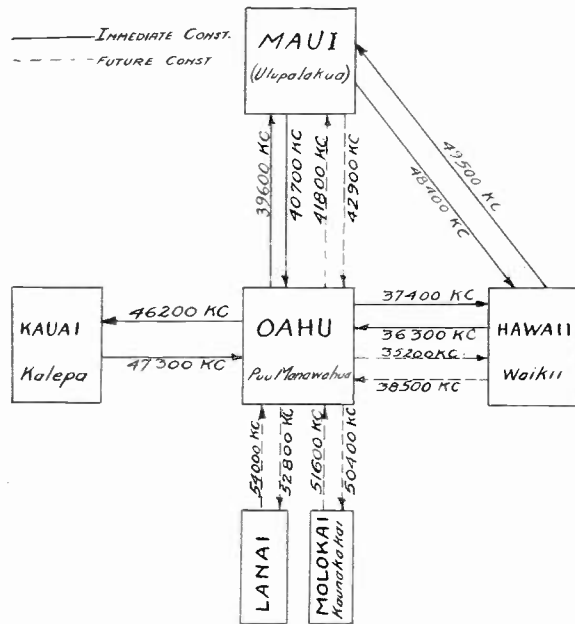 IMMEDIATE CONST.
FUTURE CONST
MAUI
(Ulupalakua)
39600 KC
40700 KC
41800 KC
42900 KC
49500 KC
48400 KC
KAUAI
Kalepa
46200 KC
47300 KC
OAHU
Puu Manawahua
37400 KC
36300 KC
35200 KC
38500 KC
HAWAII
Waikii
54000 KC
52800 KC
51600 KC
50400 KC
LANAI
MOLOKAI
Kaunakakai